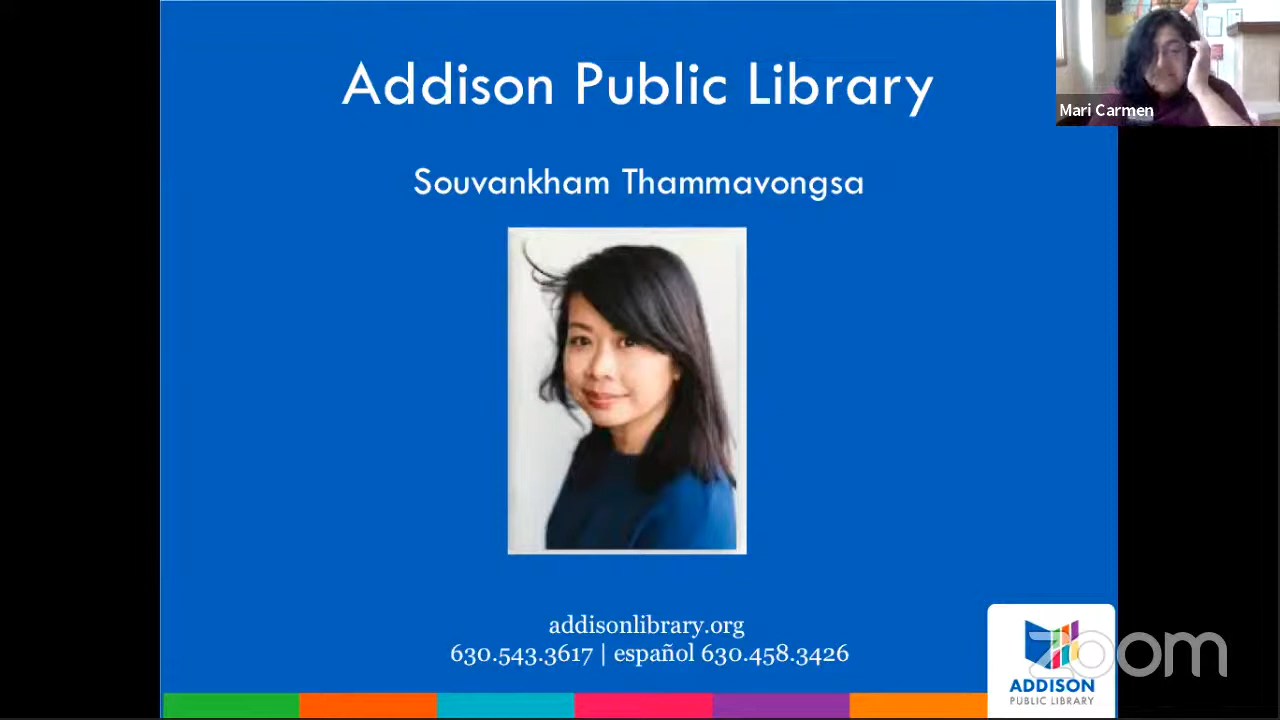 Addison Public Library
Mari Carmen
Souvankham Thammavongsa
addisonlibrary.org
630.543.3617 | español 630.458.3426
zoom
ADDISON
PUBLIC LIBRARY